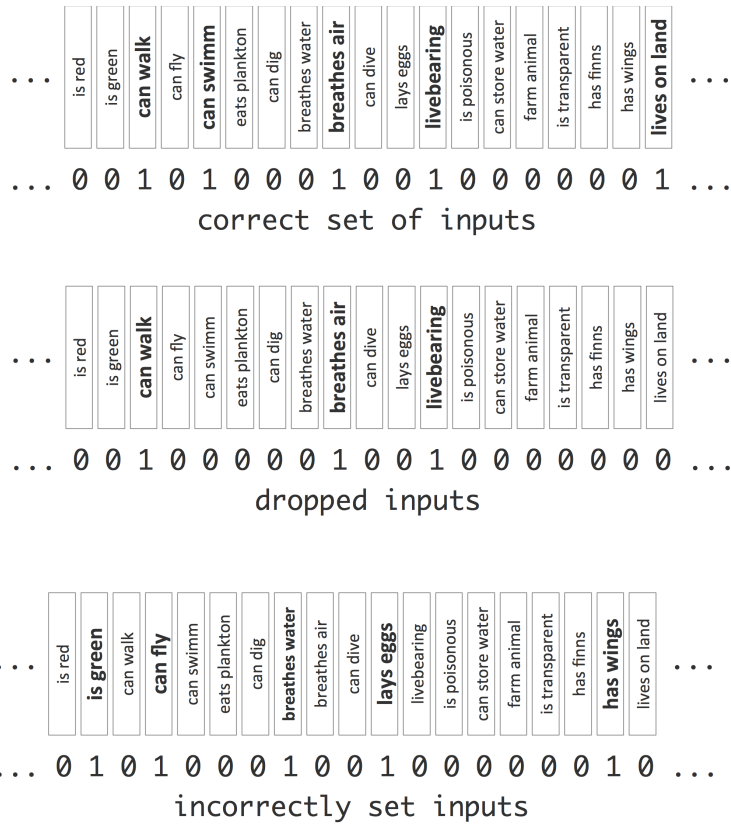 ... is red is green can walk can fly can swimm eats plankton can dig breathes water breathes air can dive lays eggs livebearing is poisonous can store water farm animal is transparent has finns has wings lives on land ...
... 0 0 1 0 1 0 0 0 1 0 0 1 0 0 0 0 0 0 1 ...
correct set of inputs
... is red is green can walk can fly can swimm eats plankton can dig breathes water breathes air can dive lays eggs livebearing is poisonous can store water farm animal is transparent has finns has wings lives on land ...
... 0 0 1 0 0 0 0 0 1 0 0 1 0 0 0 0 0 0 0 ...
dropped inputs
... is red is green can walk can fly can swimm eats plankton can dig breathes water breathes air can dive lays eggs livebearing is poisonous can store water farm animal is transparent has finns has wings lives on land ...
... 0 1 0 1 0 0 0 1 0 0 1 0 0 0 0 0 0 1 0 ...
incorrectly set inputs